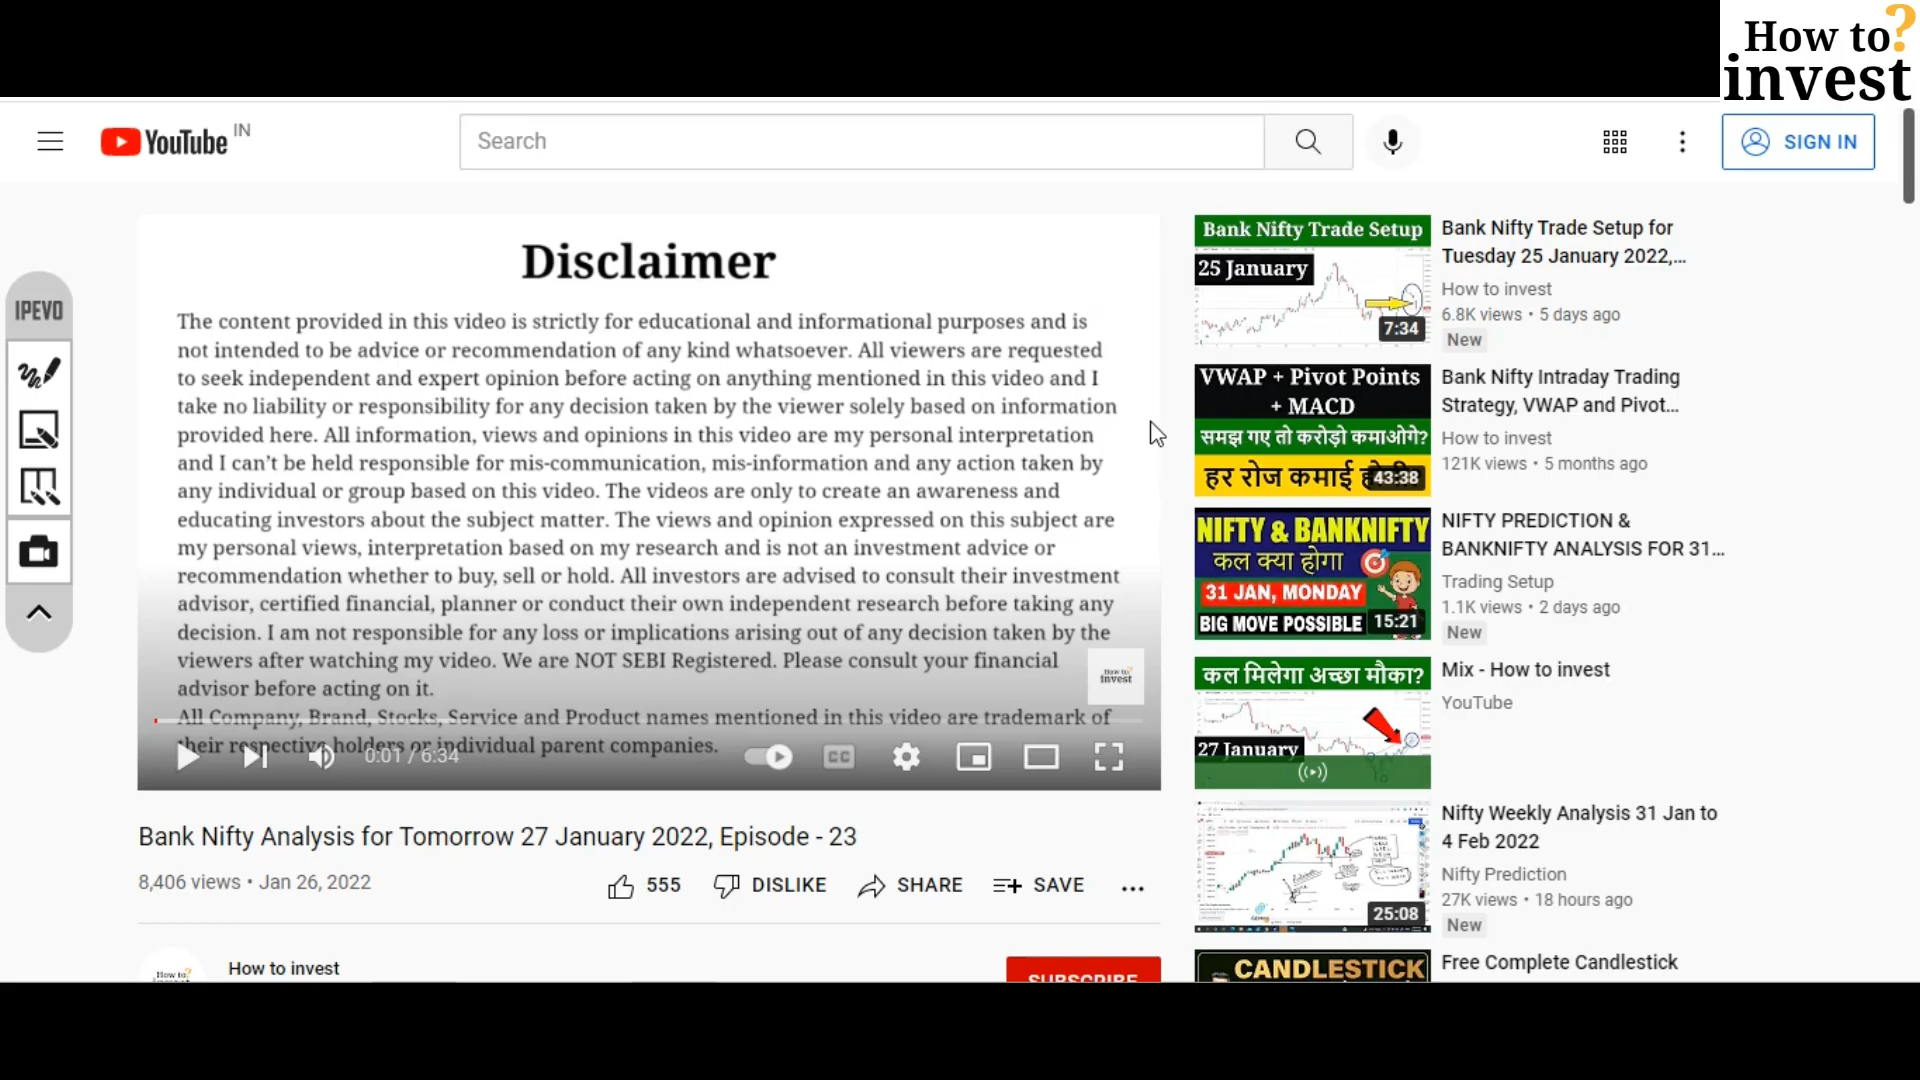 How to?
invest
YouTube IN
Search
SIGN IN
IPEVO
Disclaimer
The content provided in this video is strictly for educational and informational purposes and is
not intended to be advice or recommendation of any kind whatsoever. All viewers are requested
to seek independent and expert opinion before acting on anything mentioned in this video and I
take no liability or responsibility for any decision taken by the viewer solely based on information
provided here. All information, views and opinions in this video are my personal interpretation
and I can't be held responsible for mis-communication, mis-information and any action taken by
any individual or group based on this video. The videos are only to create an awareness and
educating investors about the subject matter. The views and opinion expressed on this subject are
my personal views, interpretation based on my research and is not an investment advice or
recommendation whether to buy, sell or hold. All investors are advised to consult their investment
advisor, certified financial, planner or conduct their own independent research before taking any
decision. I am not responsible for any loss or implications arising out of any decision taken by the
viewers after watching my video. We are NOT SEBI Registered. Please consult your financial
advisor before acting on it.
All Company, Brand, Stocks, Service and Product names mentioned in this video are trademark of
their respective holders or individual parent companies.
How to?
invest
0:01 / 6:34
CC
Bank Nifty Analysis for Tomorrow 27 January 2022, Episode - 23
8,406 views • Jan 26, 2022
555
DISLIKE
SHARE
SAVE
How to?
How to invest
SUBSCRIBE
Bank Nifty Trade Setup
25 January
7:34
Bank Nifty Trade Setup for
Tuesday 25 January 2022,...
How to invest
6.8K views • 5 days ago
New
VWAP + Pivot Points
+ MACD
समझ गए तो करोड़ो कमाओगे?
हर रोज कमाई
43:38
Bank Nifty Intraday Trading
Strategy, VWAP and Pivot...
How to invest
121K views • 5 months ago
NIFTY & BANKNIFTY
कल क्या होगा
31 JAN, MONDAY
BIG MOVE POSSIBLE
15:21
NIFTY PREDICTION &
BANKNIFTY ANALYSIS FOR 31...
Trading Setup
1.1K views • 2 days ago
New
कल मिलेगा अच्छा मौका?
27 January
Mix - How to invest
YouTube
25:08
Nifty Weekly Analysis 31 Jan to
4 Feb 2022
Nifty Prediction
27K views • 18 hours ago
New
CANDLESTICK
Free Complete Candlestick